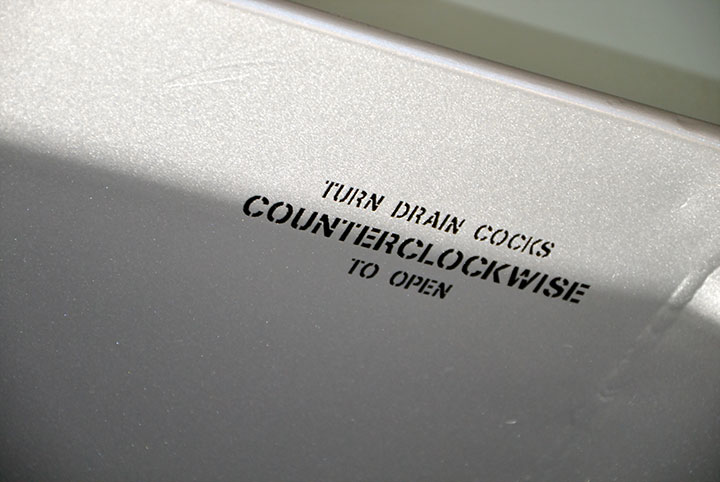 TURN DRAIN COCKS
COUNTERCLOCKWISE
TO OPEN